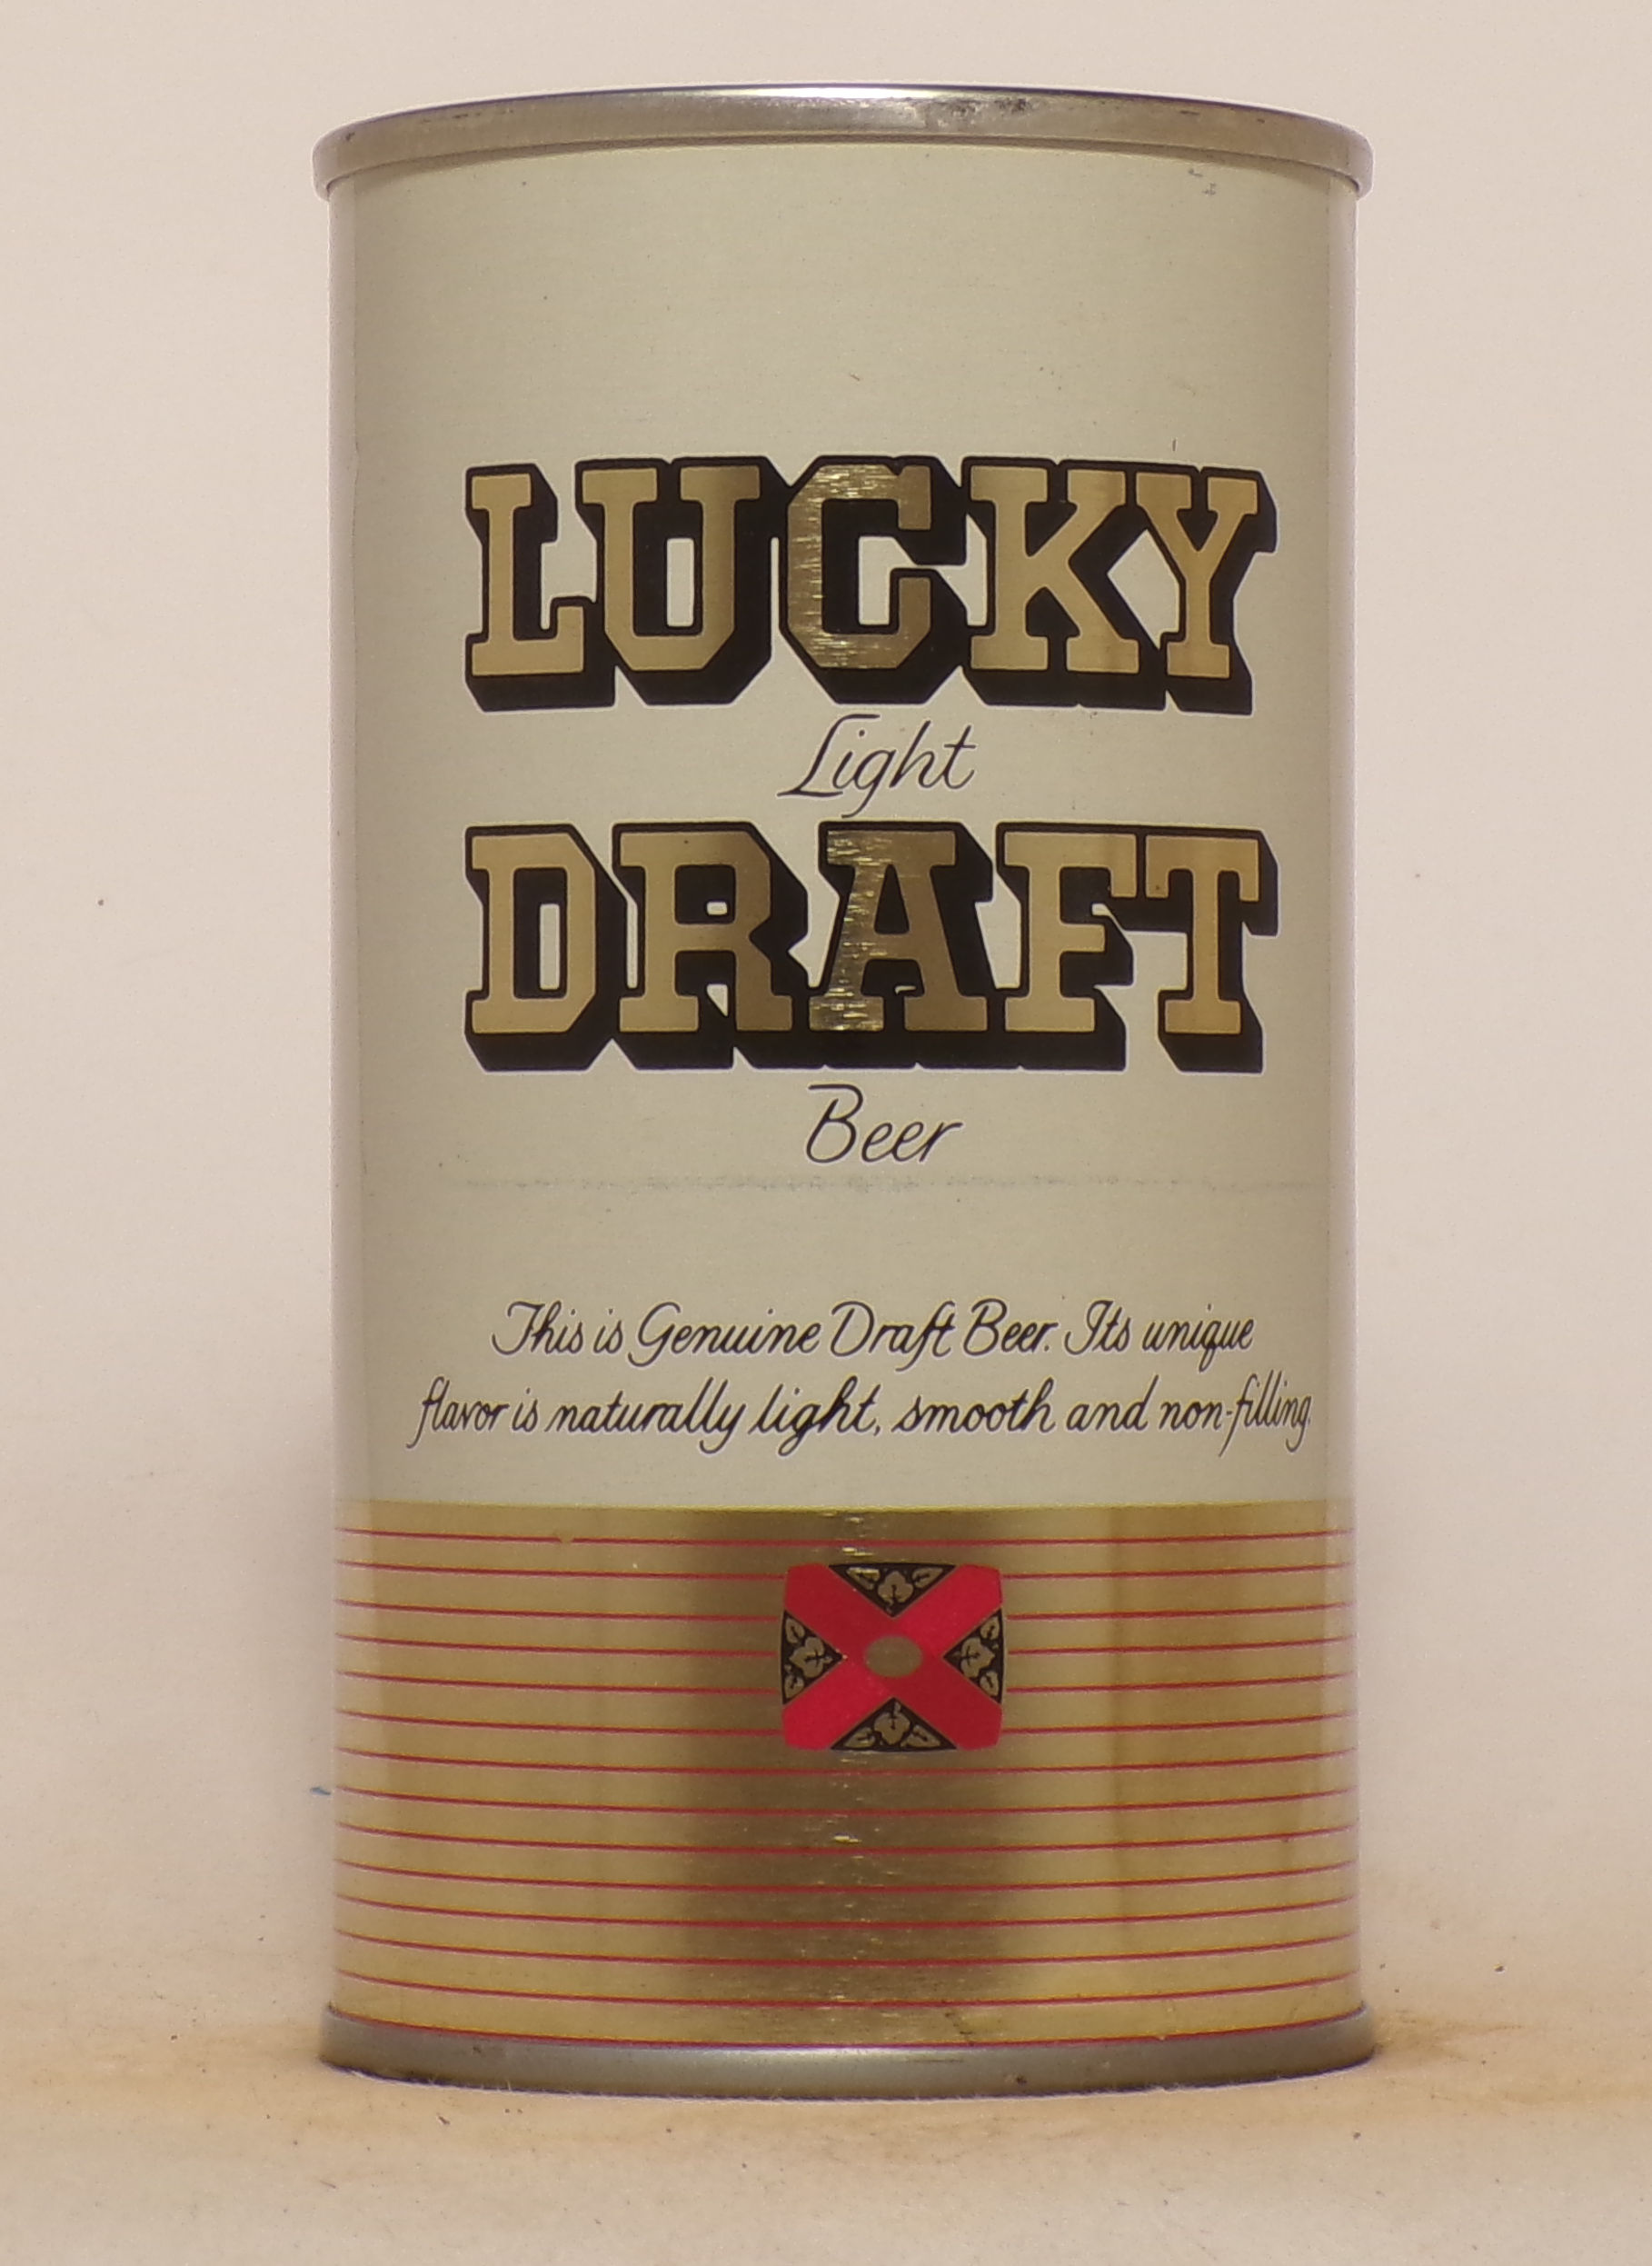 LUCKY
Light
DRAFT
Beer
This is Genuine Draft Beer. Its unique
flavor is naturally light, smooth and non-filling.